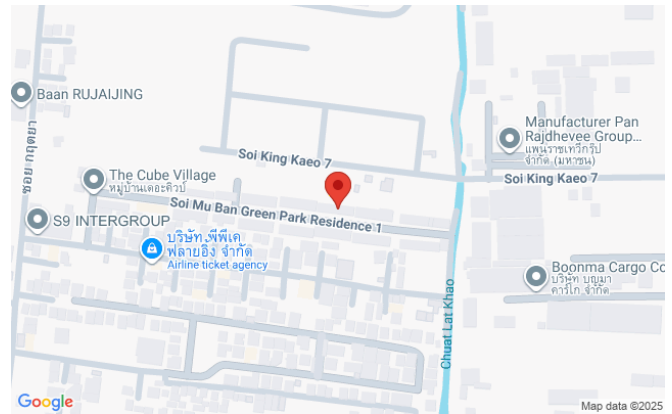 Baan RUJAIJING
Manufacturer Pan
Rajdhevee Group...
แพนราชเทวีกรุ๊ป
จำกัด (มหาชน)
Soi King Kaeo 7
Soi King Kaeo 7
ซอย กฤตยา
The Cube Village
หมู่บ้านเดอะคิวบ์
Soi Mu Ban Green Park Residence 1
S9 INTERGROUP
บริษัท พีพีเค
ฟลายอิ้ง จำกัด
Airline ticket agency
Boonma Cargo Co
บริษัท บุญมา
คาร์โก้ จำกัด
Chuat Lat Khao
Google
Map data ©2025